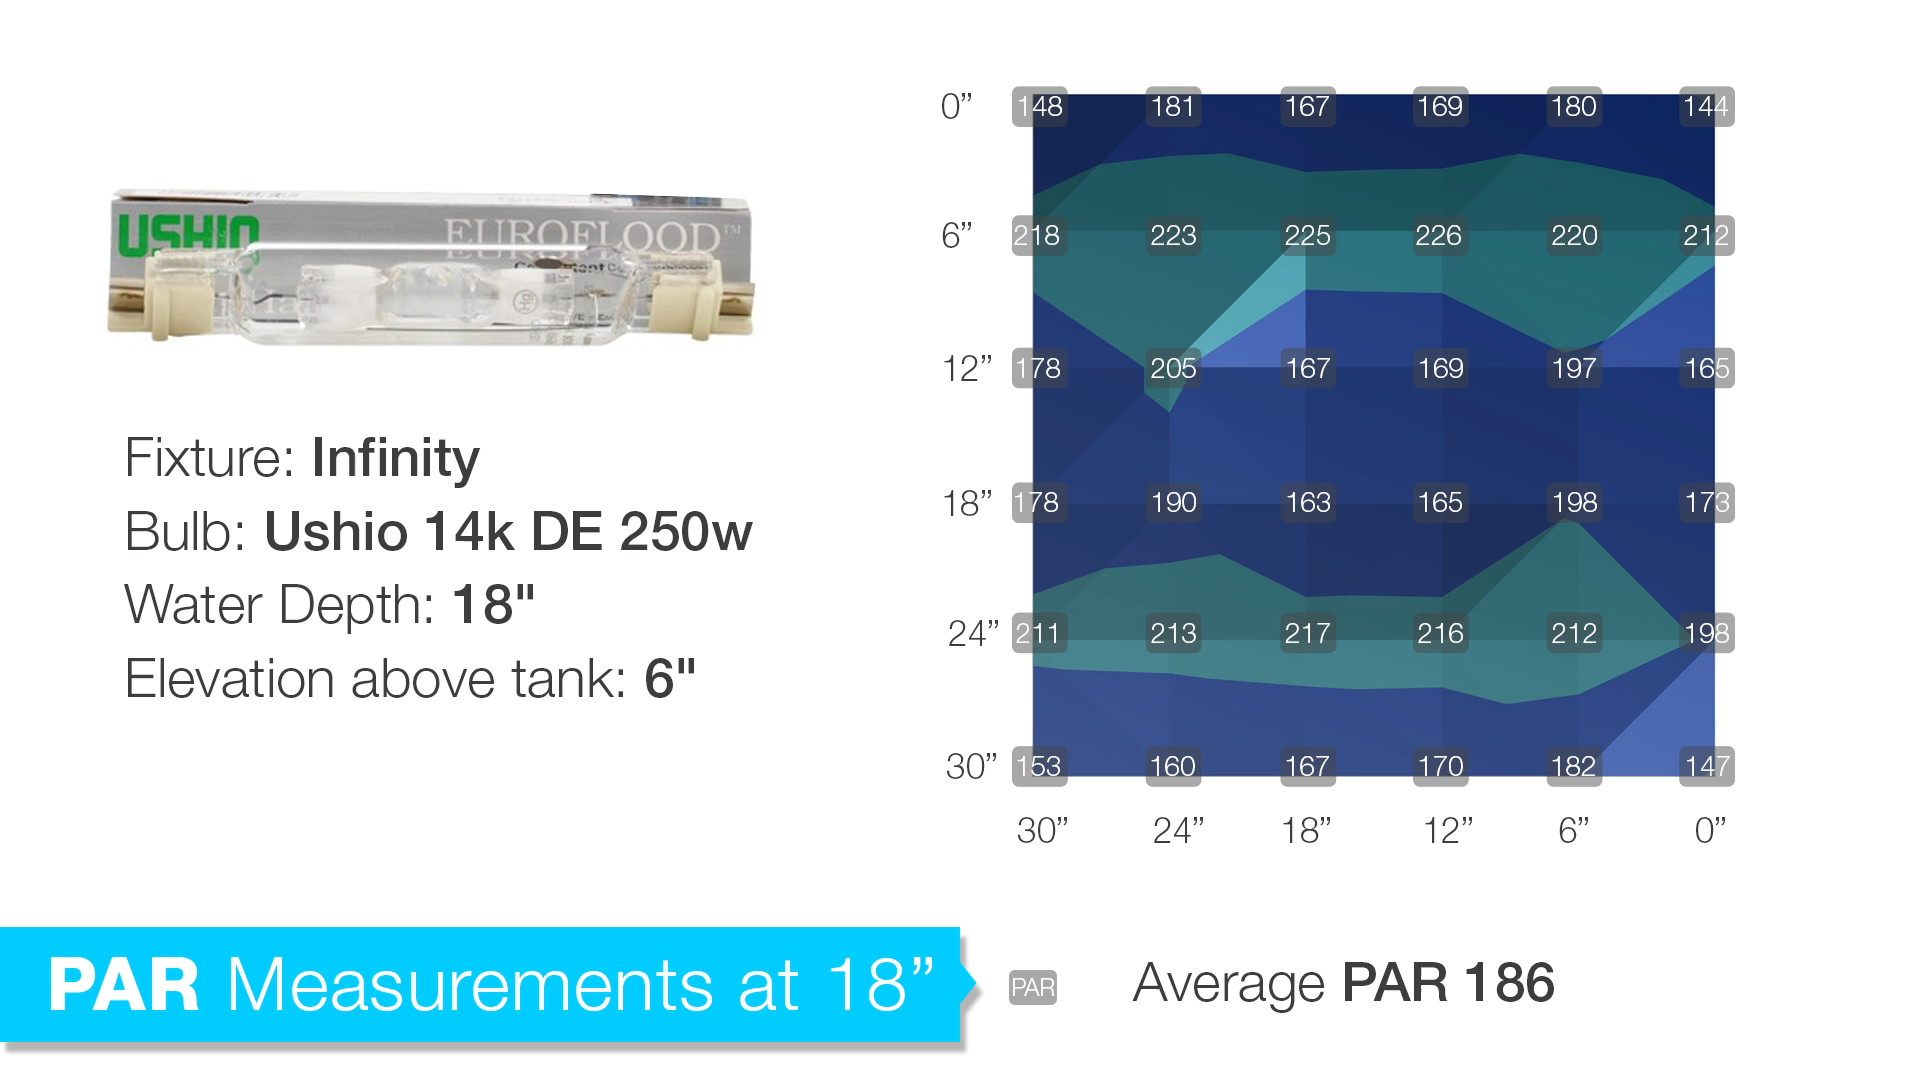 USHIO
EUROFLOOD™
Fixture: Infinity
Bulb: Ushio 14k DE 250w
Water Depth: 18"
Elevation above tank: 6"
0” 148 181 167 169 180 144
6” 218 223 225 226 220 212
12” 178 205 167 169 197 165
18” 178 190 163 165 198 173
24” 211 213 217 216 212 198
30” 153 160 167 170 182 147
30” 24” 18” 12” 6” 0”
PAR Measurements at 18”
PAR Average PAR 186